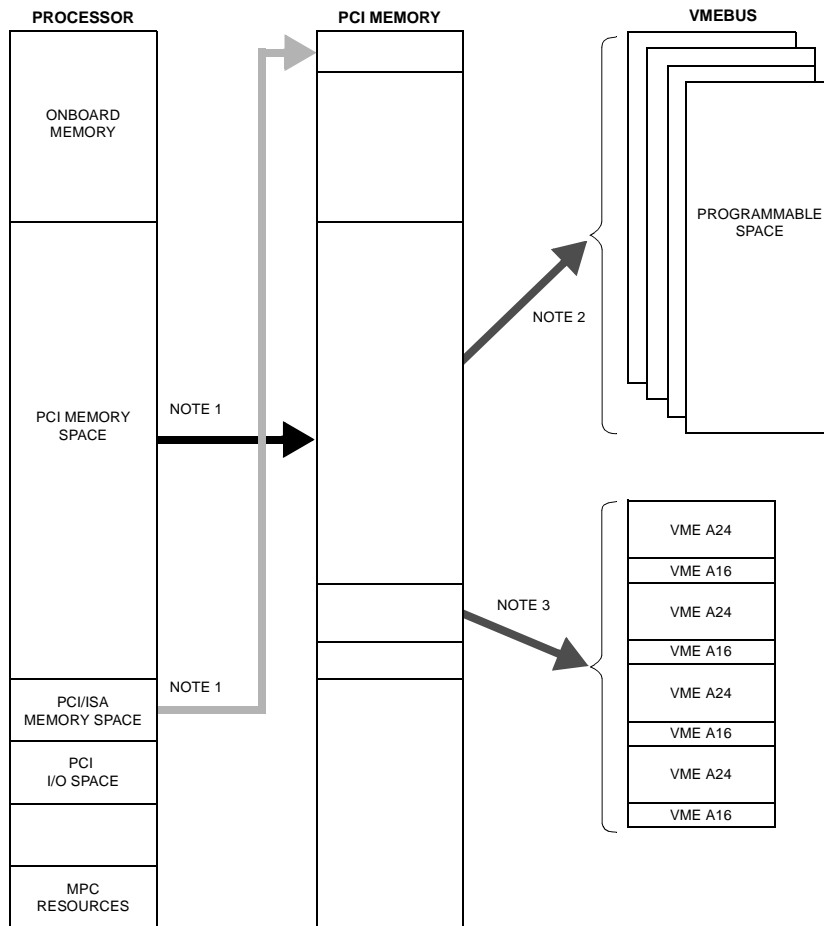 PROCESSOR
PCI MEMORY
VMEBUS
ONBOARD
MEMORY
PROGRAMMABLE
SPACE
NOTE 2
NOTE 1
PCI MEMORY
SPACE
VME A24
VME A16
NOTE 3
VME A24
VME A16
VME A24
VME A16
VME A24
VME A16
NOTE 1
PCI/ISA
MEMORY SPACE
PCI
I/O SPACE
MPC
RESOURCES